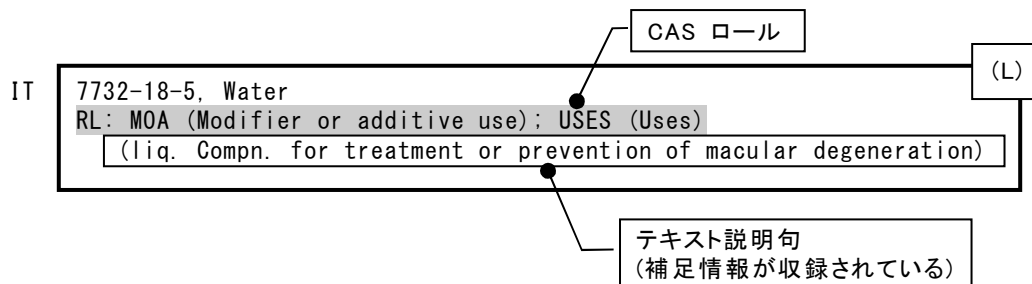 CAS ロール
(L)
IT 7732-18-5, Water
RL: MOA (Modifier or additive use); USES (Uses)
(liq. Compn. for treatment or prevention of macular degeneration)
テキスト説明句
(補足情報が収録されている)